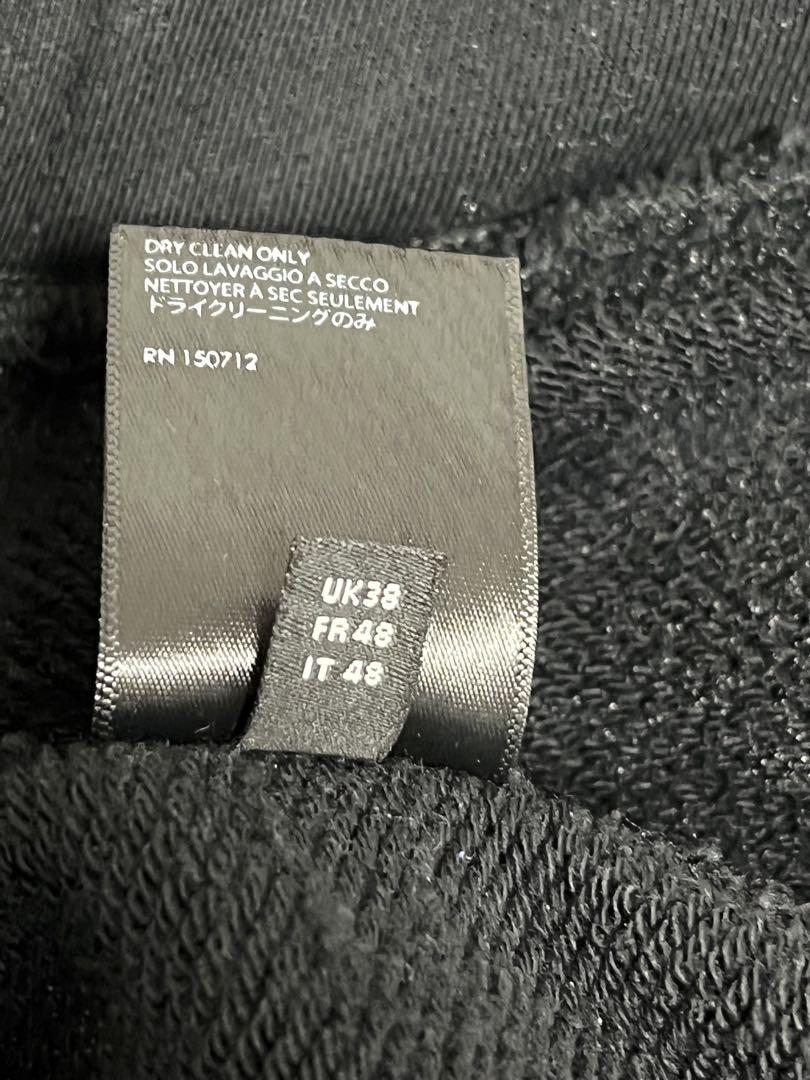 DRY CLEAN ONLY
SOLO LAVAGGIO A SECCO
NETTOYER À SEC SEULEMENT
ドライクリーニングのみ
RN 150712
UK38
FR48
IT 48